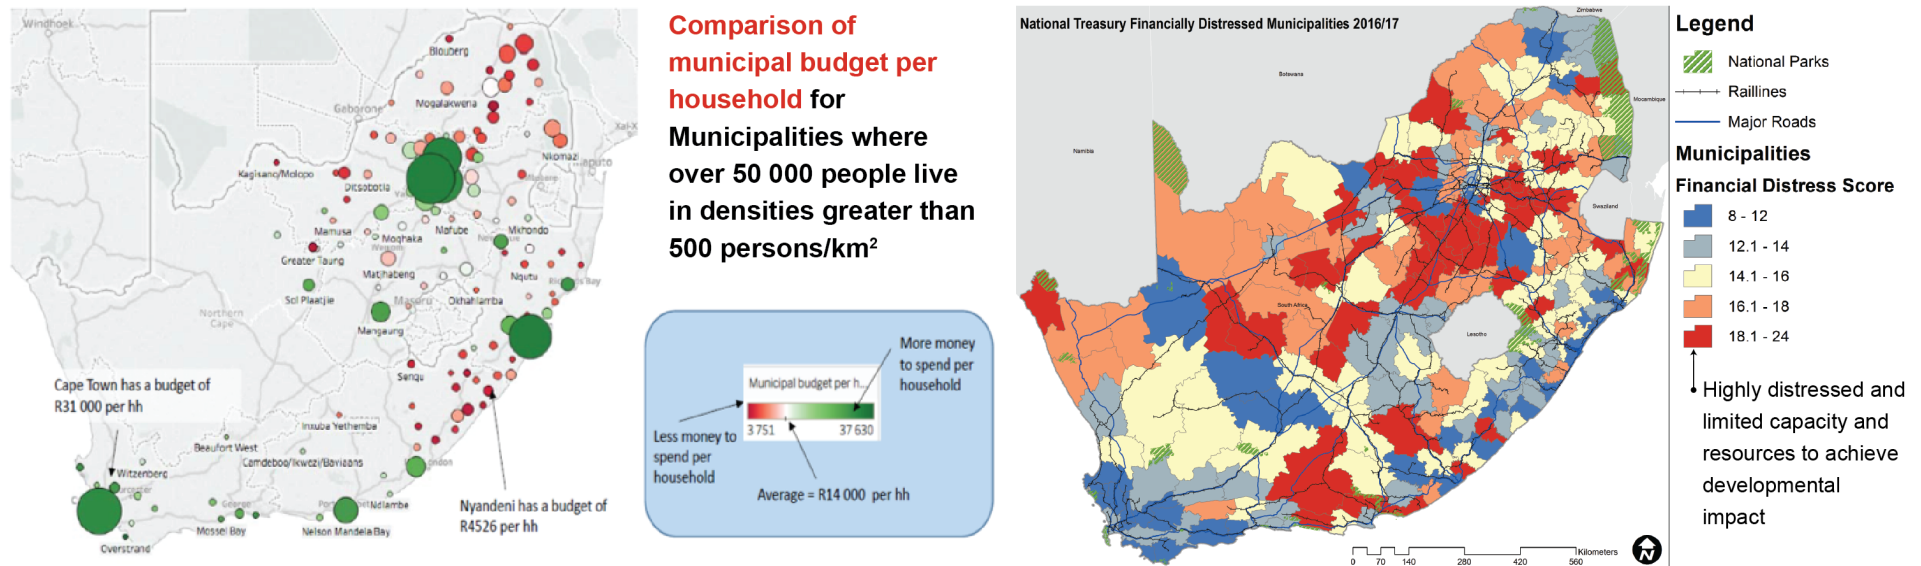 Windhoek
Blouberg
Gaborone
Mogalakwena
Nkomazi
Kagisano/Molopo
Ditsobotla
Mamusa
Moqhaka
Mafube
Mkhondo
Greater Taung
Matjhabeng
Nqutu
Sol Plaatjie
Maseru
Okhahlamba
Northern
Cape
Mangaung
Senqu
Cape Town has a budget of
R31 000 per hh
Inxuba Yethemba
Beaufort West
Camdeboo/Ikwezi/Baviaans
Witzenberg
George
Ndlambe
Mossel Bay
Nelson Mandela Bay
Overstrand
Nyandeni has a budget of
R4526 per hh
Comparison of
municipal budget per
household for
Municipalities where
over 50 000 people live
in densities greater than
500 persons/km²
More money
to spend per
household
Municipal budget per h...
3 751 37 630
Less money to
spend per
household
Average = R14 000 per hh
National Treasury Financially Distressed Municipalities 2016/17
Zimbabwe
Botswana
Mozambique
Namibia
Swaziland
South Africa
Lesotho
0 70 140 280 420 560
Kilometers
N
Legend
National Parks
Raillines
Major Roads
Municipalities
Financial Distress Score
8 - 12
12.1 - 14
14.1 - 16
16.1 - 18
18.1 - 24
Highly distressed and
limited capacity and
resources to achieve
developmental
impact